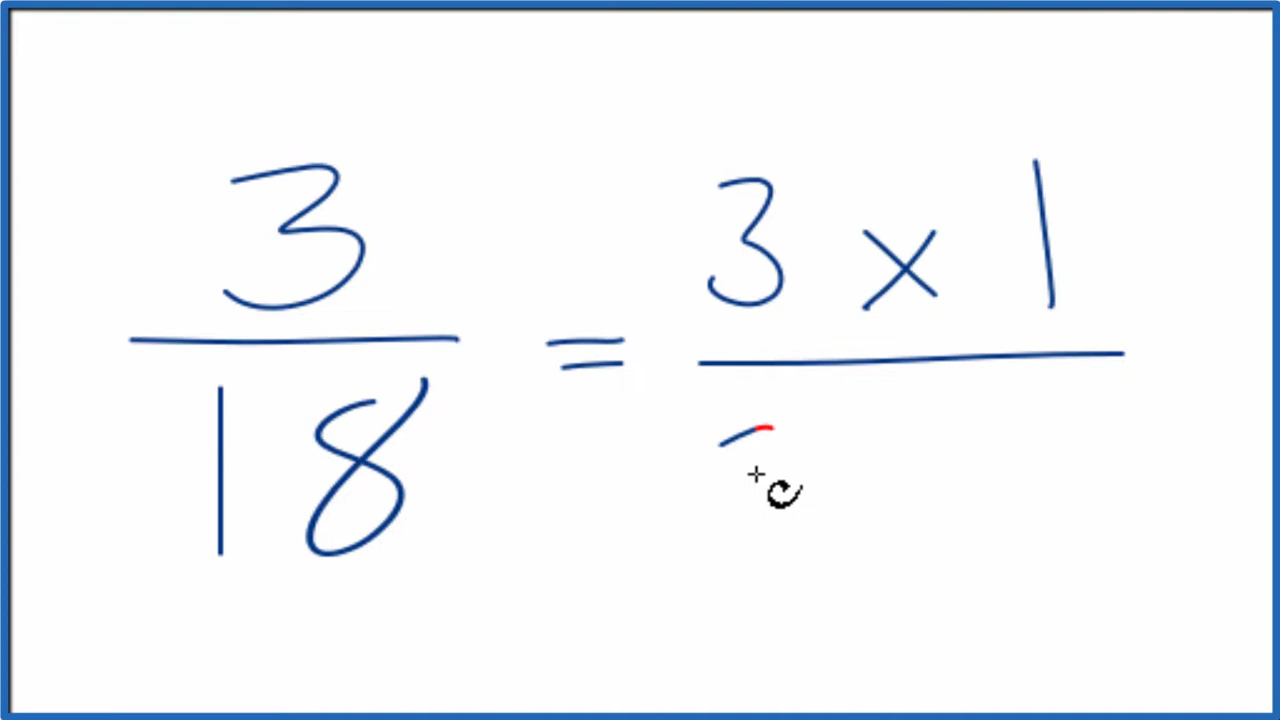 3/18 = 3 x 1